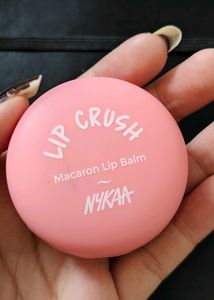 LIP CRUSH
Macaron Lip Balm
~
NYKAA